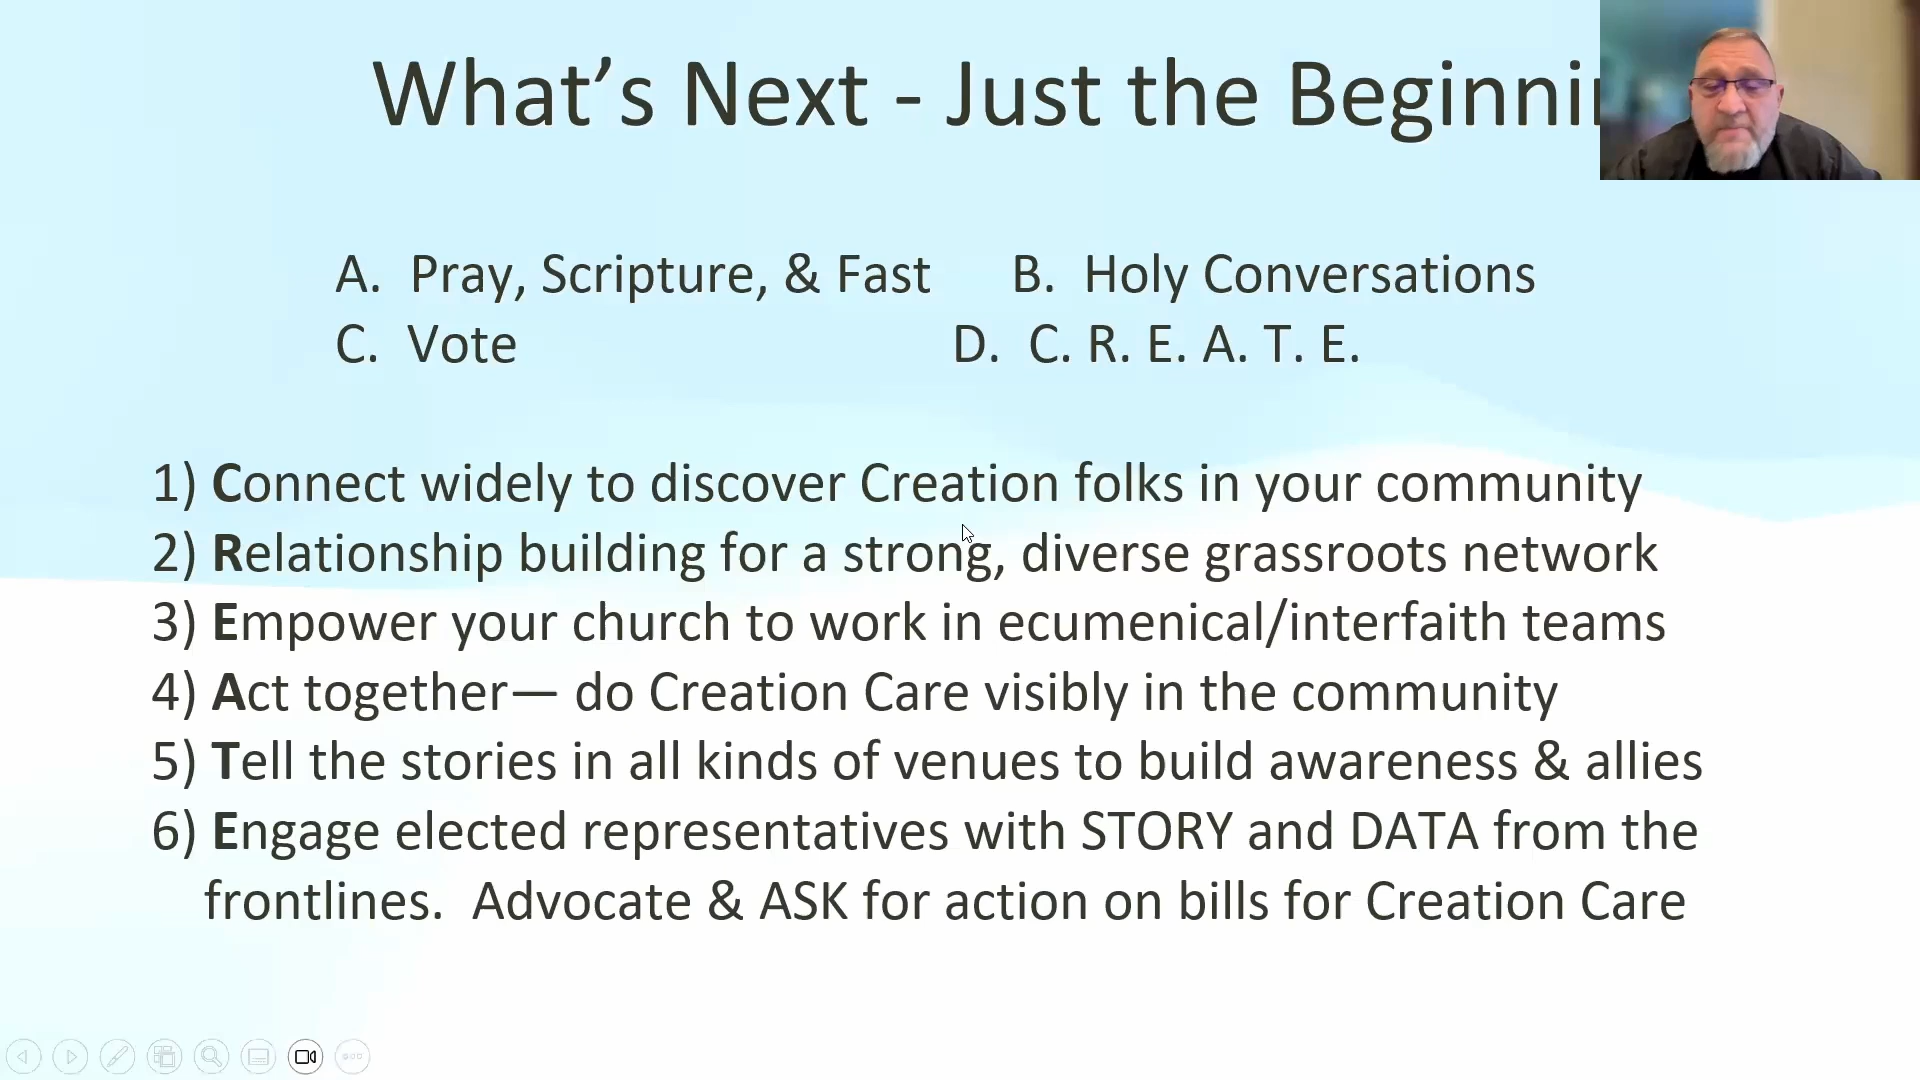 What’s Next - Just the
A. Pray, Scripture, & Fast B. Holy Conversations
C. Vote D. C. R. E. A. T. E.
1) Connect widely to discover Creation folks in your community
2) Relationship building for a strong, diverse grassroots network
3) Empower your church to work in ecumenical/interfaith teams
4) Act together— do Creation Care visibly in the community
5) Tell the stories in all kinds of venues to build awareness & allies
6) Engage elected representatives with STORY and DATA from the
frontlines. Advocate & ASK for action on bills for Creation Care